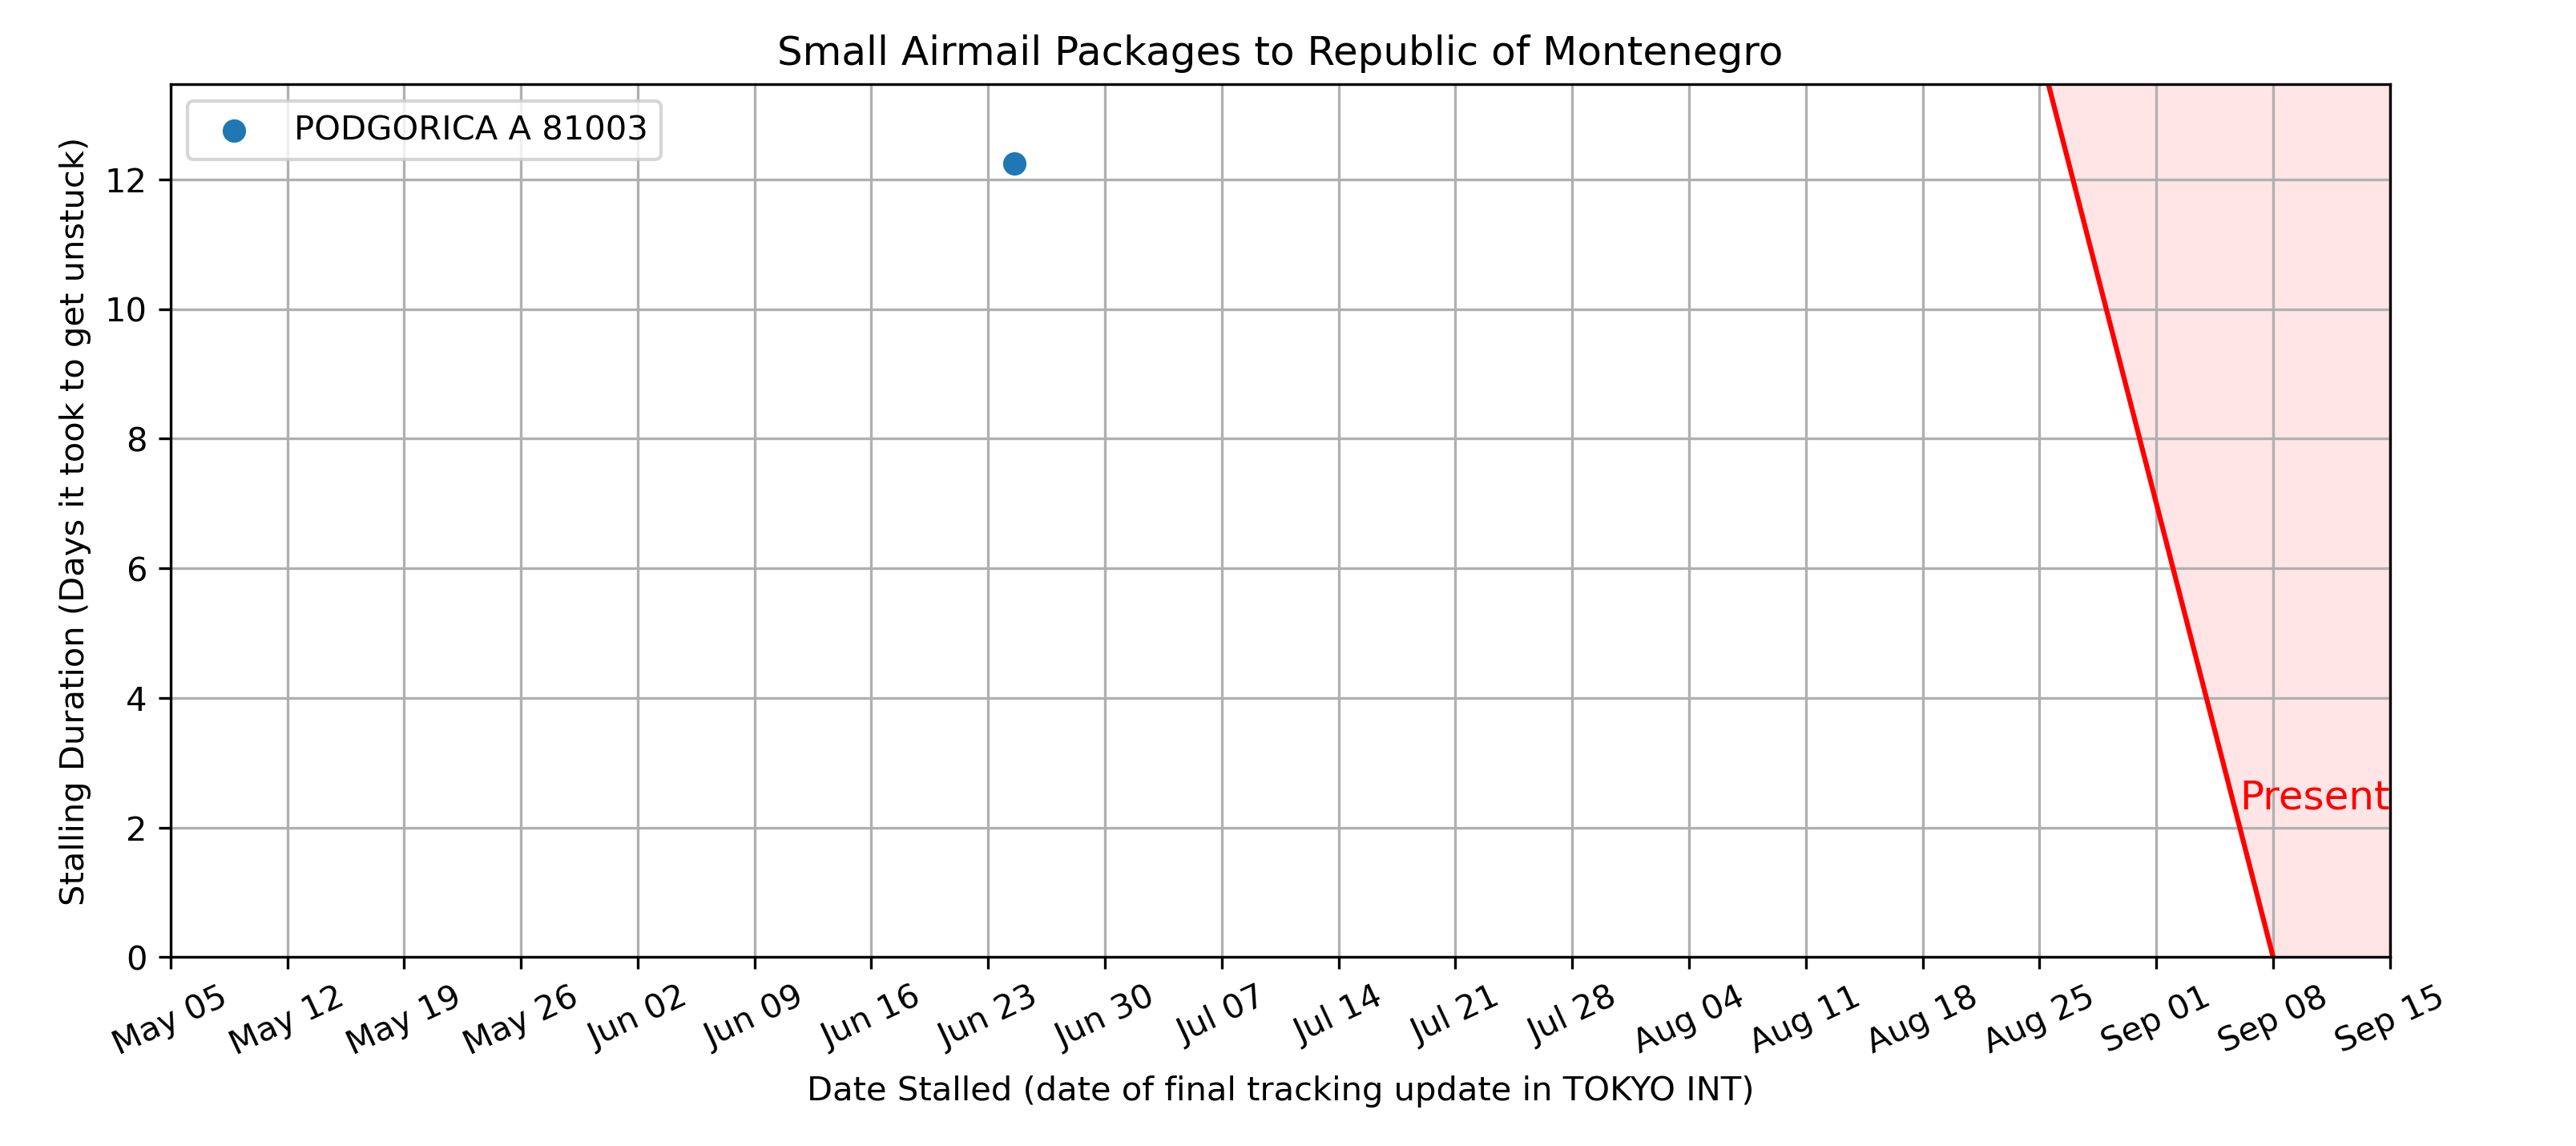 Small Airmail Packages to Republic of Montenegro
PODGORICA A 81003
Stalling Duration (Days it took to get unstuck)
12
10
8
6
4
2
0
Present
May 05 May 12 May 19 May 26 Jun 02 Jun 09 Jun 16 Jun 23 Jun 30 Jul 07 Jul 14 Jul 21 Jul 28 Aug 04 Aug 11 Aug 18 Aug 25 Sep 01 Sep 08 Sep 15
Date Stalled (date of final tracking update in TOKYO INT)